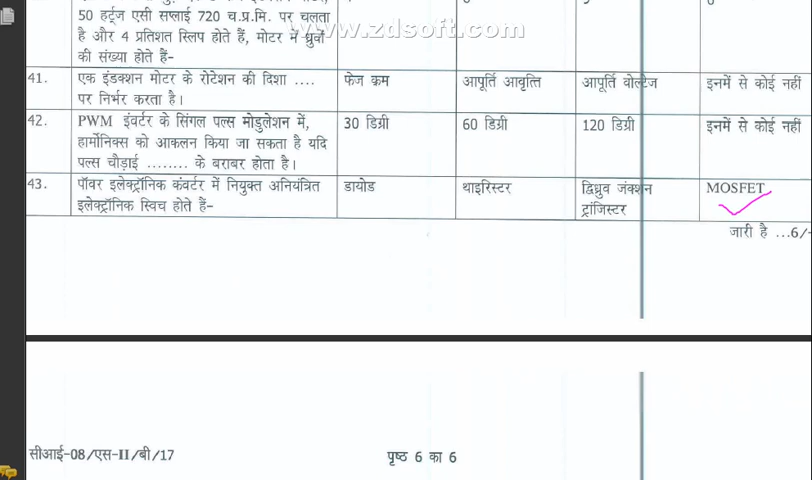 50 हर्ट्ज एसी सप्लाई 720 च.प्र.मि. पर चलता
है और 4 प्रतिशत स्लिप होते हैं, मोटर में ध्रुवों
की संख्या होते हैं-
www.zdsoft.com
41. एक इंडक्शन मोटर के रोटेशन की दिशा .... फेज क्रम आपूर्ति आवृत्ति आपूर्ति वोल्टेज इनमें से कोई नहीं
पर निर्भर करता है।
42. PWM इंवर्टर के सिंगल पल्स मोडुलेशन में, 30 डिग्री 60 डिग्री 120 डिग्री इनमें से कोई नहीं
हार्मोनिक्स को आकलन किया जा सकता है यदि
पल्स चौड़ाई ........ के बराबर होता है।
43. पॉवर इलेक्ट्रॉनिक कंवर्टर में नियुक्त अनियंत्रित डायोड थाइरिस्टर द्विध्रुव जंक्शन MOSFET
इलेक्ट्रॉनिक स्विच होते हैं- ट्रांजिस्टर
जारी है ...6/-
सीआई-08/एस-II/बी/17 पृष्ठ 6 का 6